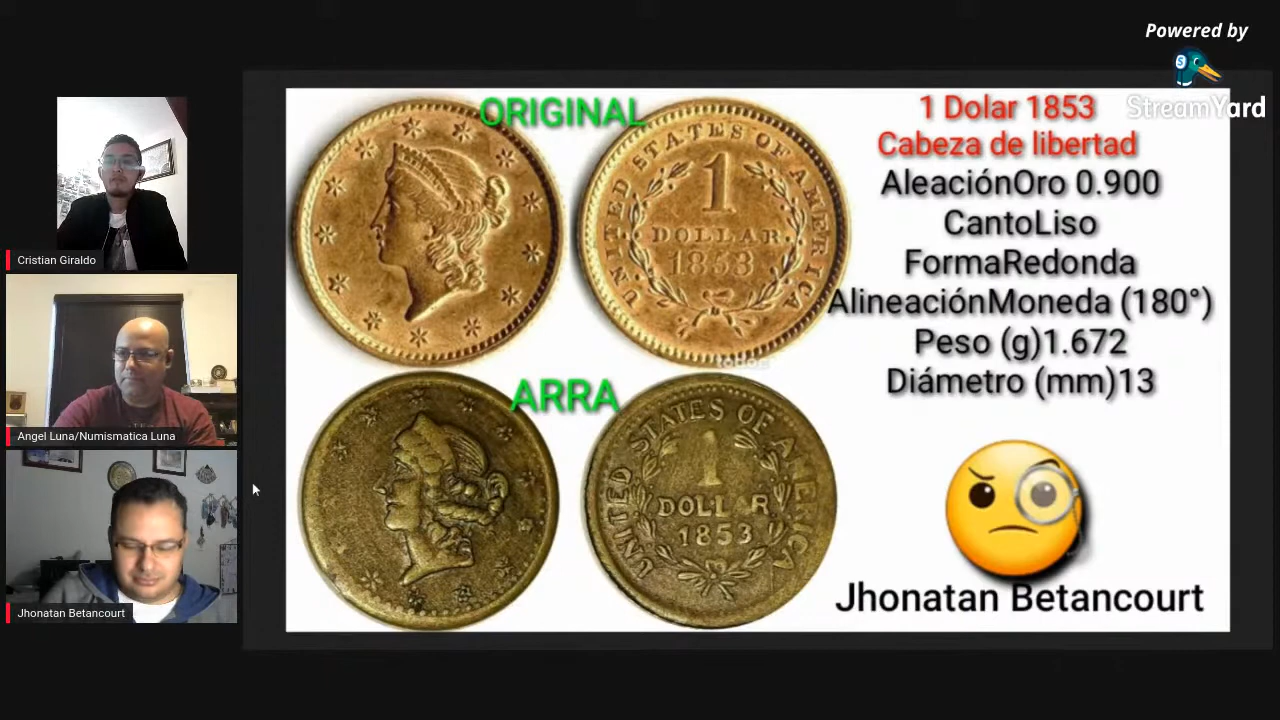 Powered by
StreamYard
Cristian Giraldo
Angel Luna/Numismatica Luna
Jhonatan Betancourt
ORIGINAL
UNITED STATES OF AMERICA
1
DOLLAR
1853
ARRA
UNITED STATES OF AMERICA
1
DOLL R
1853
1 Dolar 1853
Cabeza de libertad
AleaciónOro 0.900
CantoLiso
FormaRedonda
AlineaciónMoneda (180°)
Peso (g)1.672
Diámetro (mm)13
Jhonatan Betancourt